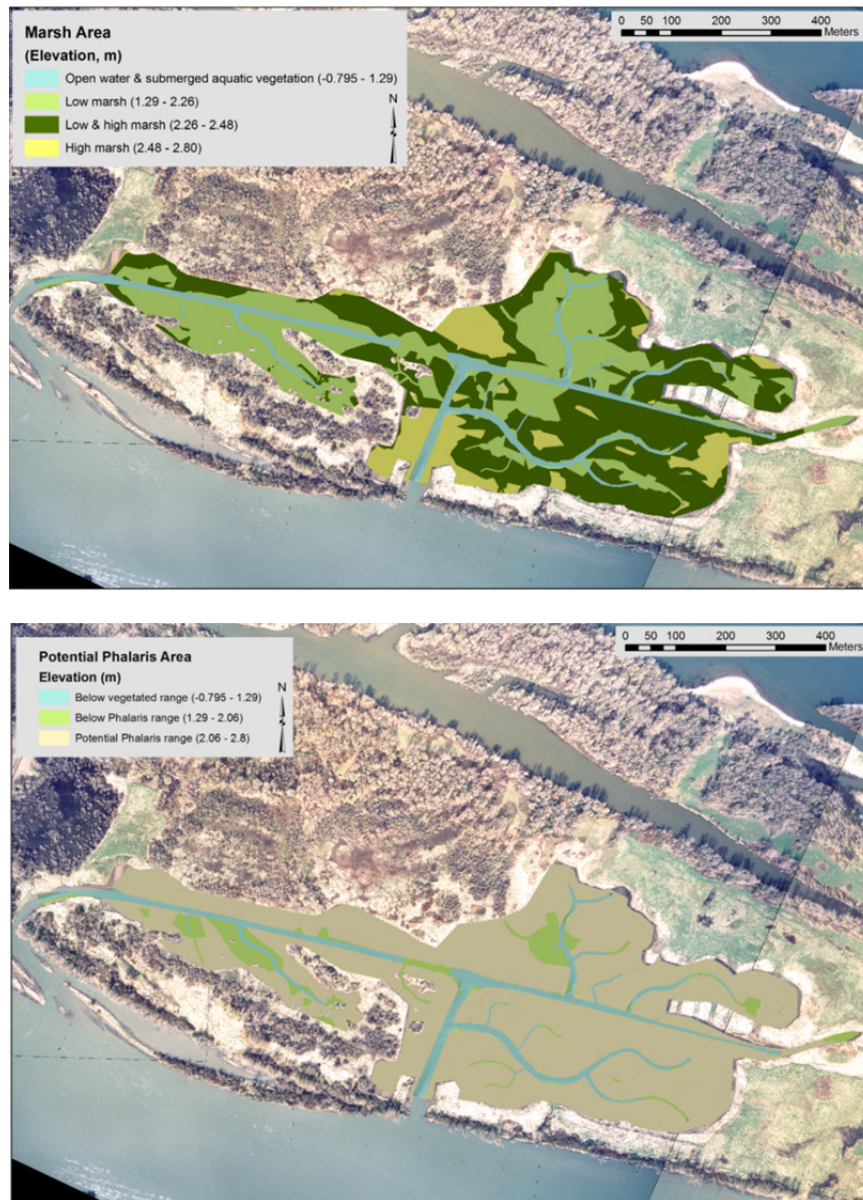 Marsh Area
(Elevation, m)
Open water & submerged aquatic vegetation (-0.795 - 1.29)
Low marsh (1.29 - 2.26)
Low & high marsh (2.26 - 2.48)
High marsh (2.48 - 2.80)
N
0 50 100 200 300 400
Meters
Potential Phalaris Area
Elevation (m)
Below vegetated range (-0.795 - 1.29)
Below Phalaris range (1.29 - 2.06)
Potential Phalaris range (2.06 - 2.8)
N
0 50 100 200 300 400
Meters